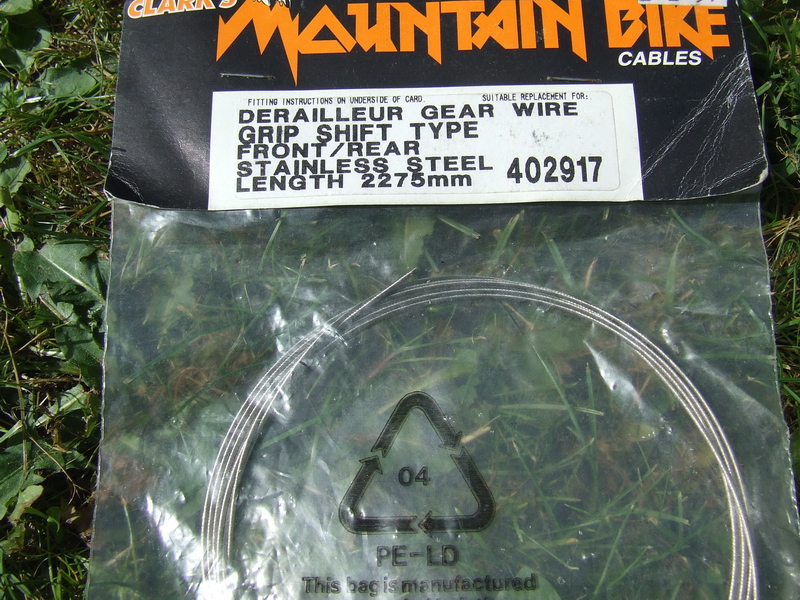 CLARK'S
MOUNTAIN BIKE
CABLES
FITTING INSTRUCTIONS ON UNDERSIDE OF CARD. SUITABLE REPLACEMENT FOR:
DERAILLEUR GEAR WIRE
GRIP SHIFT TYPE
FRONT/REAR
STAINLESS STEEL
LENGTH 2275mm 402917
04
PE-LD
This bag is manufactured